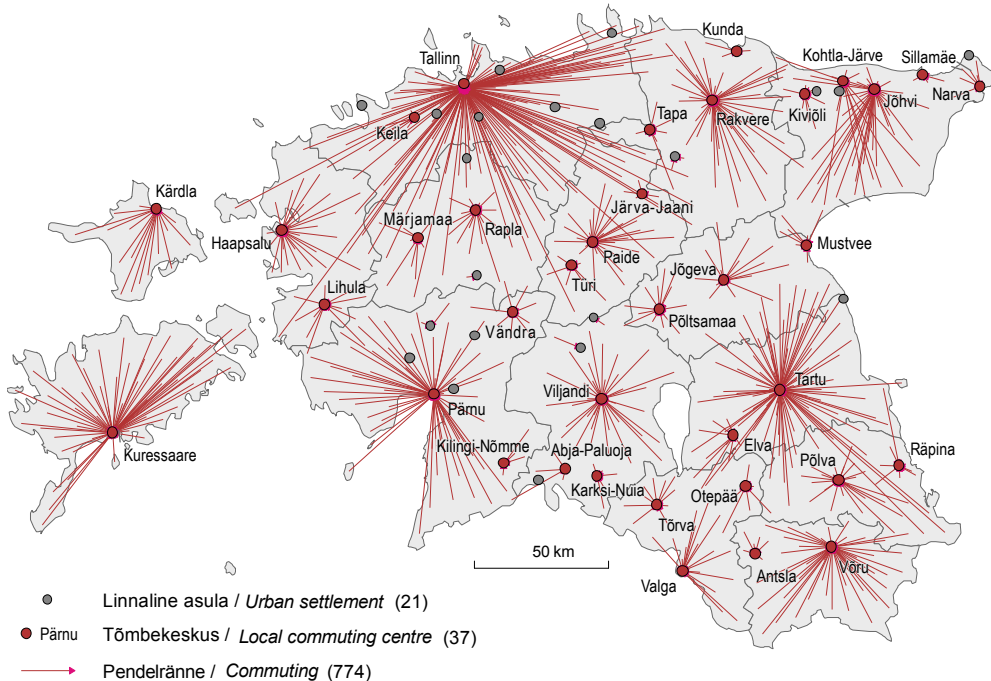 Kunda
Tallinn
Kohtla-Järve
Sillamäe
Narva
Keila
Tapa
Rakvere
Kiviõli
Jõhvi
Kärdla
Haapsalu
Märjamaa
Rapla
Järva-Jaani
Paide
Türi
Mustvee
Jõgeva
Lihula
Vändra
Põltsamaa
Viljandi
Tartu
Pärnu
Kuressaare
Kilingi-Nõmme
Abja-Paluoja
Karksi-Nuia
Elva
Põlva
Räpina
Otepää
Tõrva
50 km
Valga
Antsla
Võru
Linnaline asula / Urban settlement (21)
Pärnu Tõmbekeskus / Local commuting centre (37)
Pendelränne / Commuting (774)